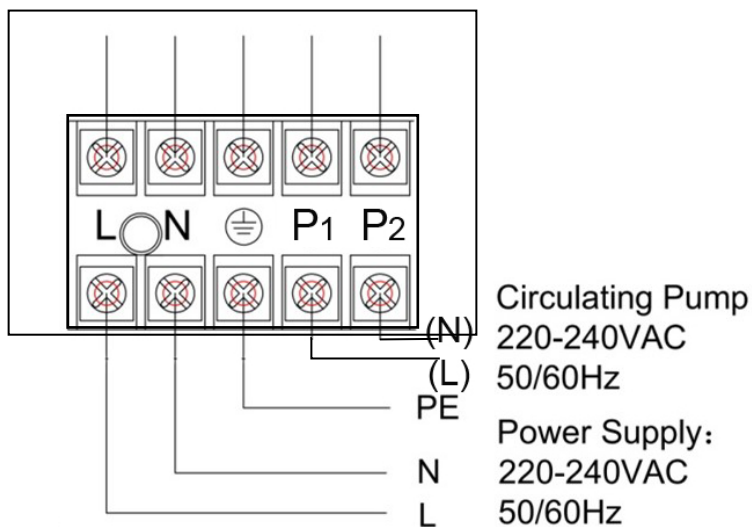 L N P1 P2
Circulating Pump
(N) 220-240VAC
(L) 50/60Hz
PE
Power Supply：
N 220-240VAC
L 50/60Hz